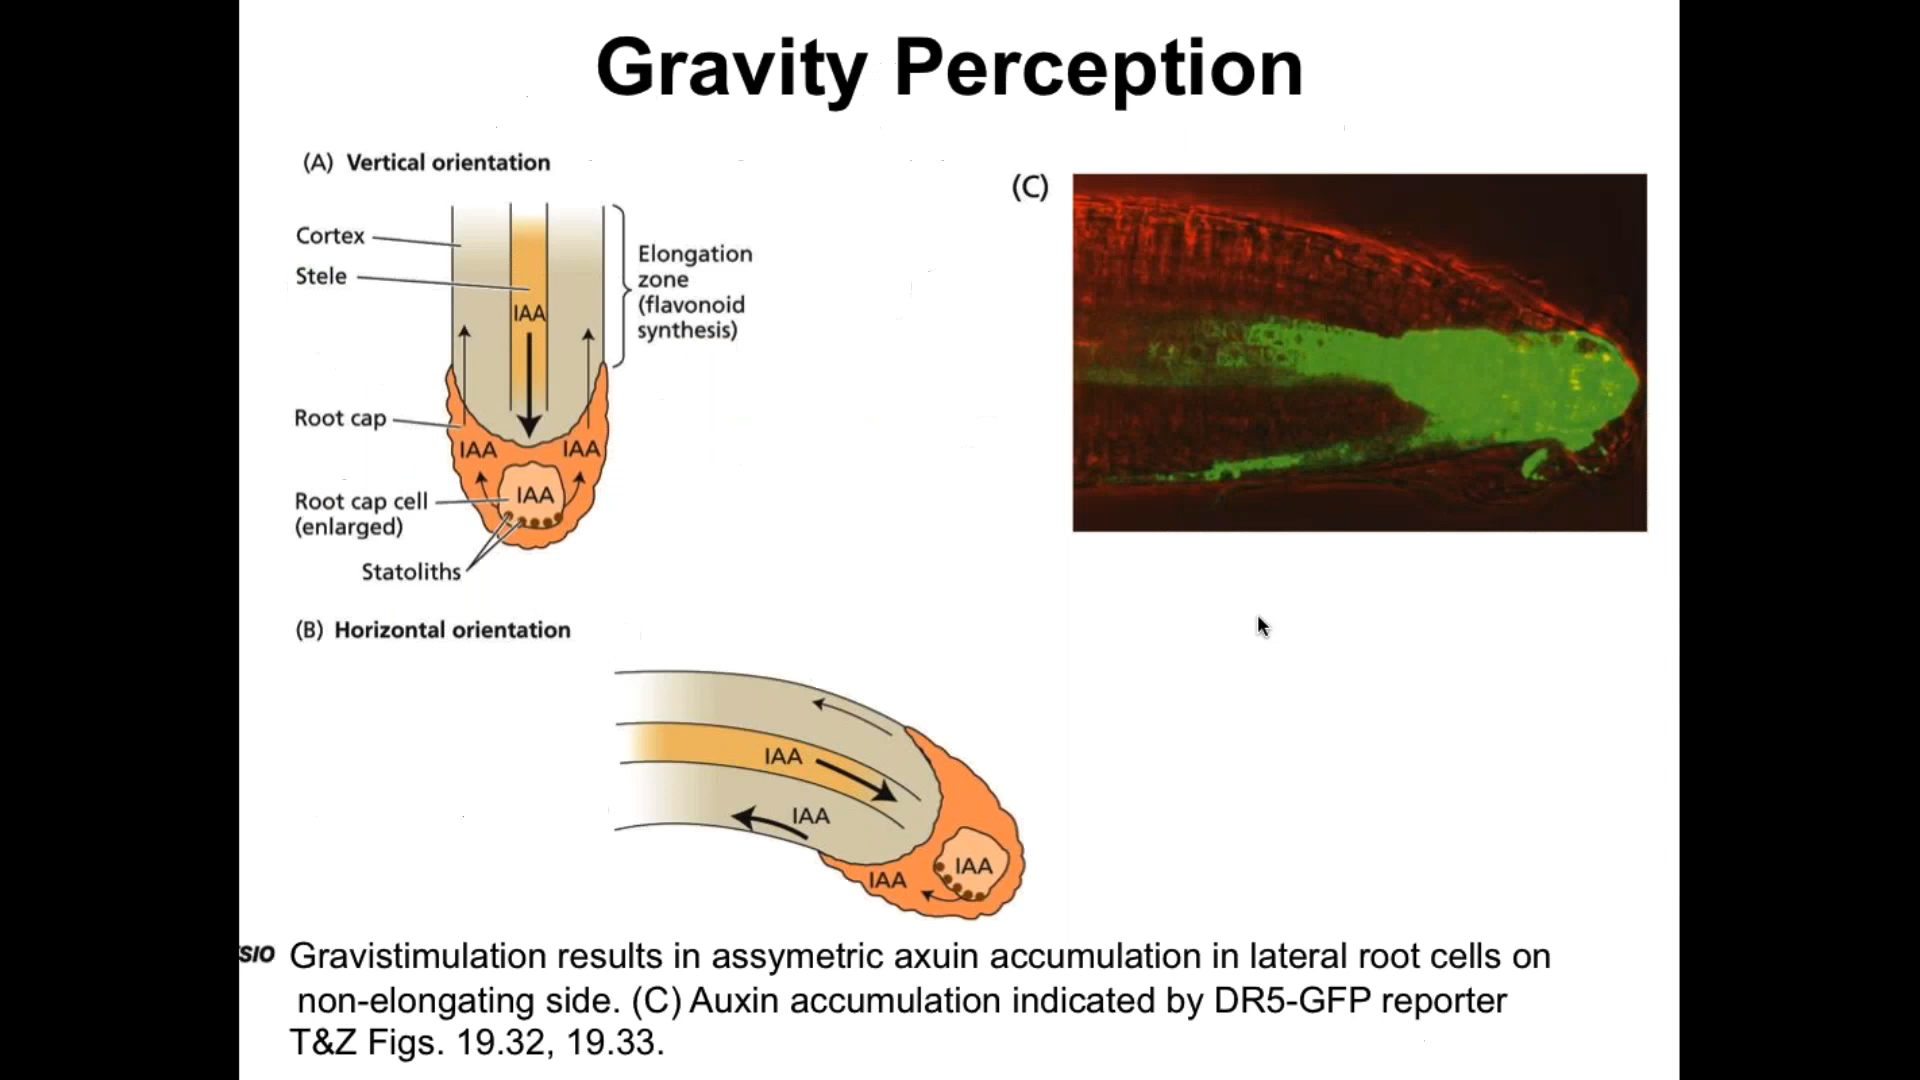 Gravity Perception
(A) Vertical orientation
Cortex
Stele
IAA
Elongation
zone
(flavonoid
synthesis)
Root cap
IAA
IAA
Root cap cell
(enlarged)
IAA
Statoliths
(C)
(B) Horizontal orientation
IAA
IAA
IAA
IAA
SIO Gravistimulation results in assymetric axuin accumulation in lateral root cells on
non-elongating side. (C) Auxin accumulation indicated by DR5-GFP reporter
T&Z Figs. 19.32, 19.33.